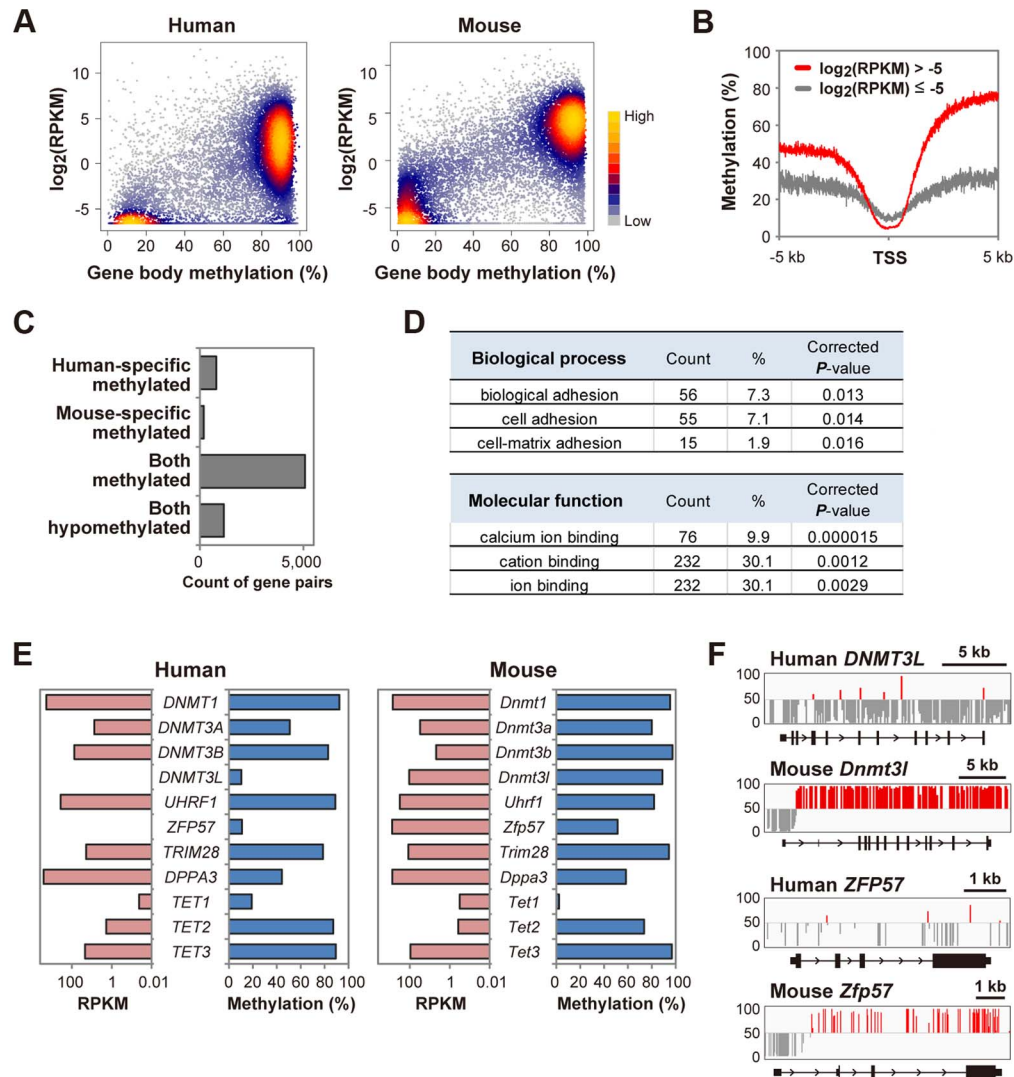 A
Human
Mouse
log2(RPKM)
10
5
0
-5
0 20 40 60 80 100
Gene body methylation (%)
log2(RPKM)
10
5
0
-5
0 20 40 60 80 100
Gene body methylation (%)
High
Low
B
Methylation (%)
100
80
60
40
20
0
log2(RPKM) > -5
log2(RPKM) ≤ -5
-5 kb TSS 5 kb
C
Human-specific
methylated
Mouse-specific
methylated
Both
methylated
Both
hypomethylated
0 5,000
Count of gene pairs
D
Biological process Count % Corrected P-value
biological adhesion 56 7.3 0.013
cell adhesion 55 7.1 0.014
cell-matrix adhesion 15 1.9 0.016
Molecular function Count % Corrected P-value
calcium ion binding 76 9.9 0.000015
cation binding 232 30.1 0.0012
ion binding 232 30.1 0.0029
E
Human
DNMT1
DNMT3A
DNMT3B
DNMT3L
UHRF1
ZFP57
TRIM28
DPPA3
TET1
TET2
TET3
100 1 0.01
RPKM
0 20 40 60 80 100
Methylation (%)
Mouse
Dnmt1
Dnmt3a
Dnmt3b
Dnmt3l
Uhrf1
Zfp57
Trim28
Dppa3
Tet1
Tet2
Tet3
100 1 0.01
RPKM
0 20 40 60 80 100
Methylation (%)
F
Human DNMT3L 5 kb
100
50
0
Mouse Dnmt3l 5 kb
100
50
0
Human ZFP57 1 kb
100
50
0
Mouse Zfp57 1 kb
100
50
0